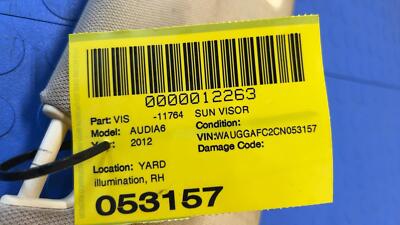 0000012263
Part: VIS -11764 SUN VISOR
Model: AUDIA6 Condition:
Year: 2012 VIN:WAUGGAFC2CN053157
Damage Code:
Location: YARD
illumination, RH
053157